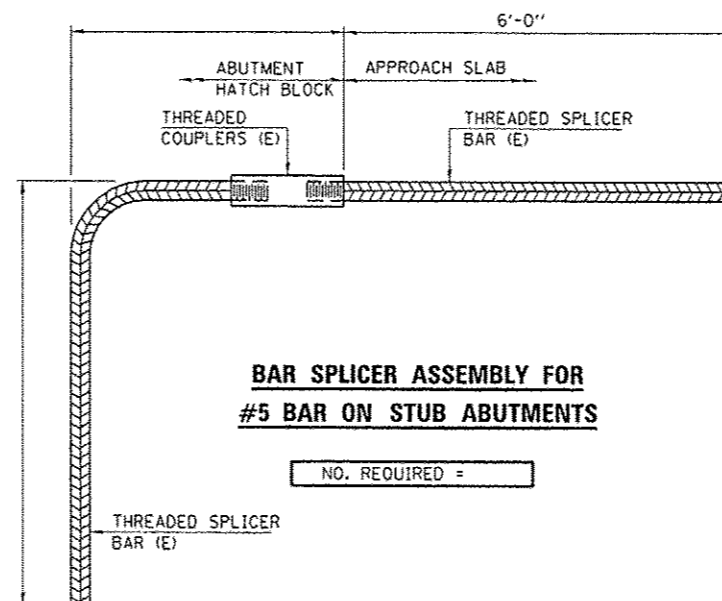 6'-0"
ABUTMENT
HATCH BLOCK
APPROACH SLAB
THREADED
COUPLERS (E)
THREADED SPLICER
BAR (E)
BAR SPLICER ASSEMBLY FOR
#5 BAR ON STUB ABUTMENTS
NO. REQUIRED =
THREADED SPLICER
BAR (E)